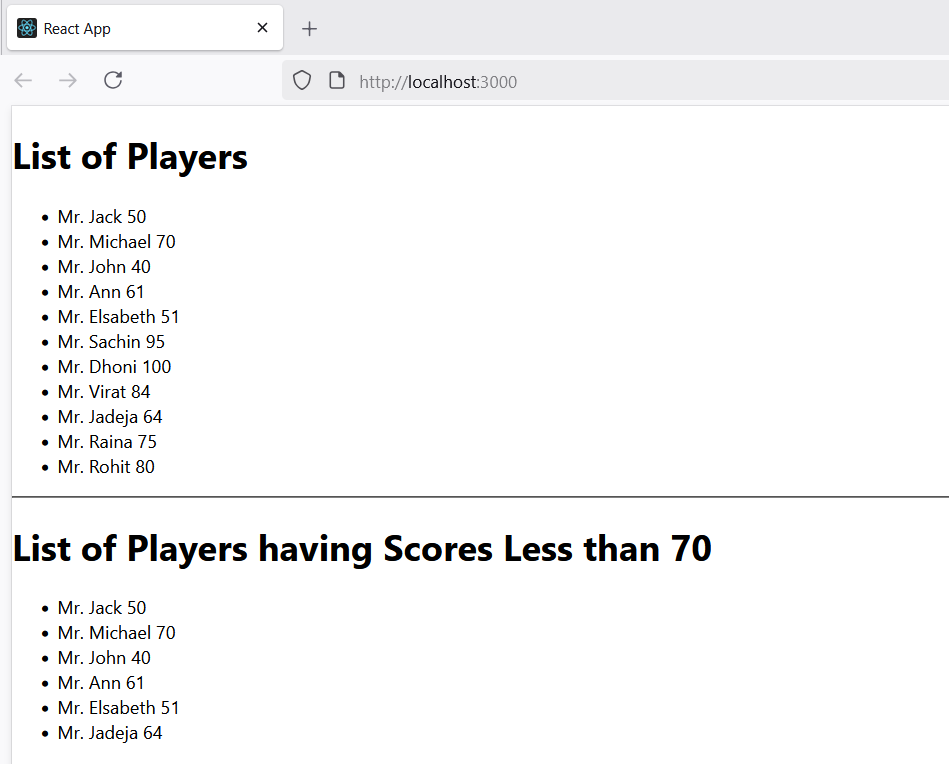 React App
http://localhost:3000
List of Players
Mr. Jack 50
Mr. Michael 70
Mr. John 40
Mr. Ann 61
Mr. Elsabeth 51
Mr. Sachin 95
Mr. Dhoni 100
Mr. Virat 84
Mr. Jadeja 64
Mr. Raina 75
Mr. Rohit 80
List of Players having Scores Less than 70
Mr. Jack 50
Mr. Michael 70
Mr. John 40
Mr. Ann 61
Mr. Elsabeth 51
Mr. Jadeja 64